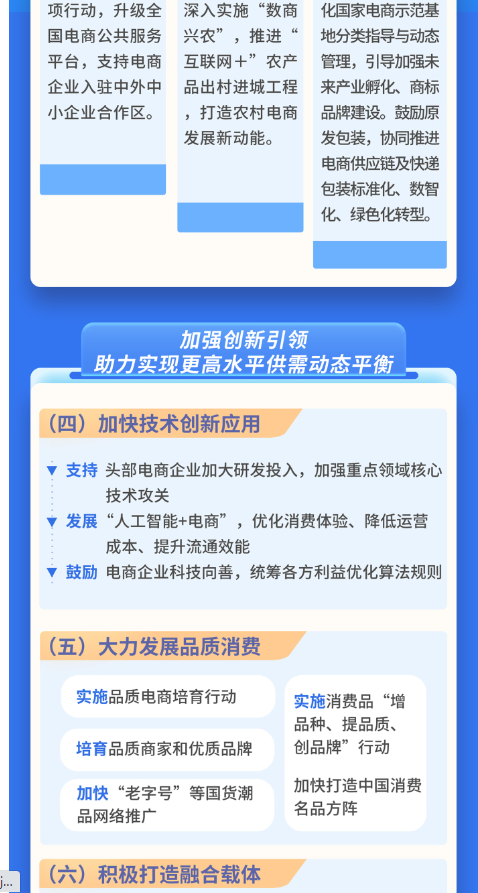 项行动，升级全
国电商公共服务
平台，支持电商
企业入驻中外中
小企业合作区。
深入实施“数商
兴农”，推进“
互联网＋”农产
品出村进城工程
，打造农村电商
发展新动能。
化国家电商示范基
地分类指导与动态
管理，引导加强未
来产业孵化、商标
品牌建设。鼓励原
发包装，协同推进
电商供应链及快递
包装标准化、数智
化、绿色化转型。
加强创新引领
助力实现更高水平供需动态平衡
（四）加快技术创新应用
支持 头部电商企业加大研发投入，加强重点领域核心
技术攻关
发展 “人工智能+电商”，优化消费体验、降低运营
成本、提升流通效能
鼓励 电商企业科技向善，统筹各方利益优化算法规则
（五）大力发展品质消费
实施品质电商培育行动
培育品质商家和优质品牌
加快“老字号”等国货潮
品网络推广
实施消费品“增
品种、提品质、
创品牌”行动
加快打造中国消费
名品方阵
（六）积极打造融合载体
j...